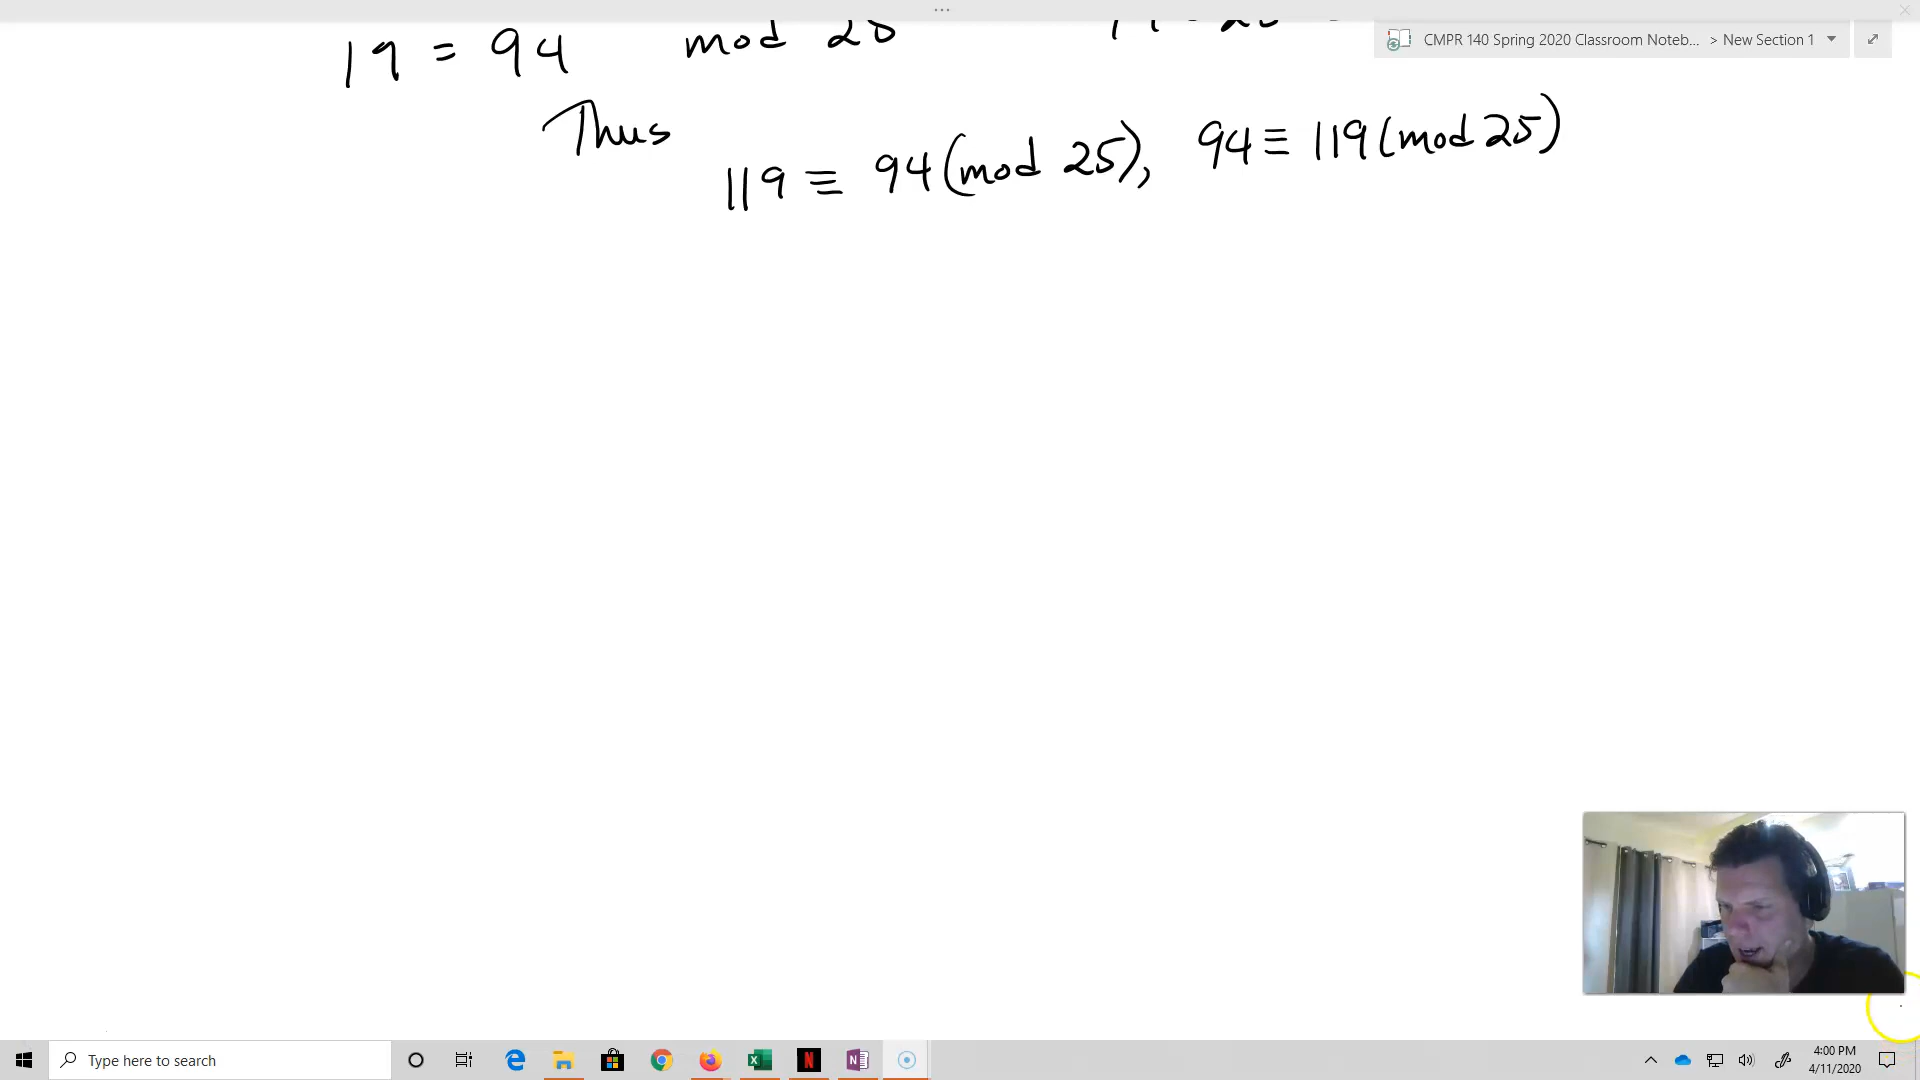 CMPR 140 Spring 2020 Classroom Noteb... > New Section 1
19 = 94 mod 25
Thus
119 ≡ 94 (mod 25), 94 ≡ 119 (mod 25)
Type here to search
4:00 PM
4/11/2020